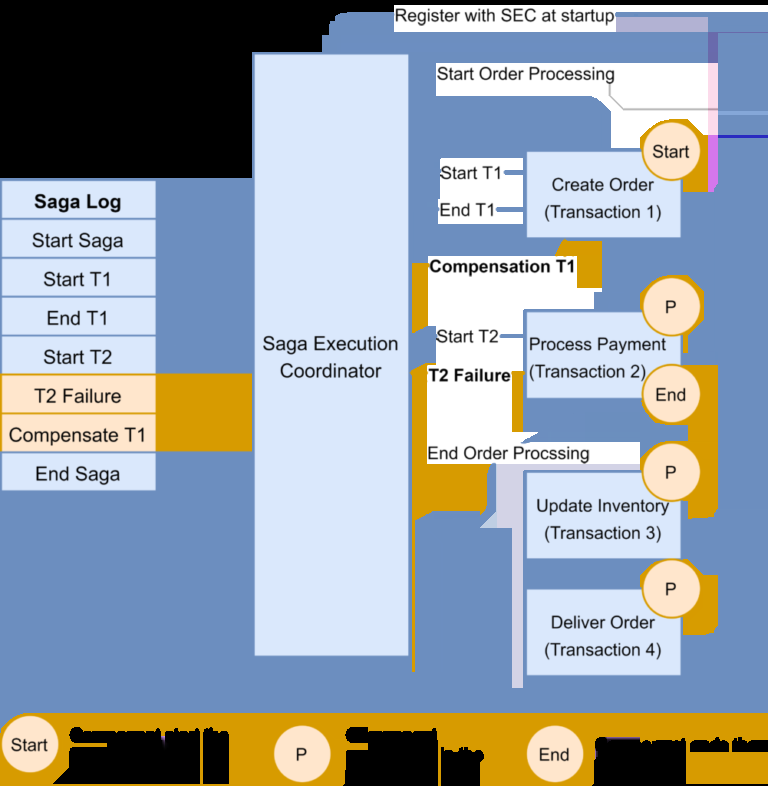 Register with SEC at startup
Start Order Processing
Start
Start T1
Create Order
(Transaction 1)
End T1
Saga Log
Start Saga
Start T1
End T1
Start T2
T2 Failure
Compensate T1
End Saga
Saga Execution
Coordinator
Compensation T1
P
Start T2
Process Payment
(Transaction 2)
T2 Failure
End
End Order Procssing
P
Update Inventory
(Transaction 3)
P
Deliver Order
(Transaction 4)
Start
P
End